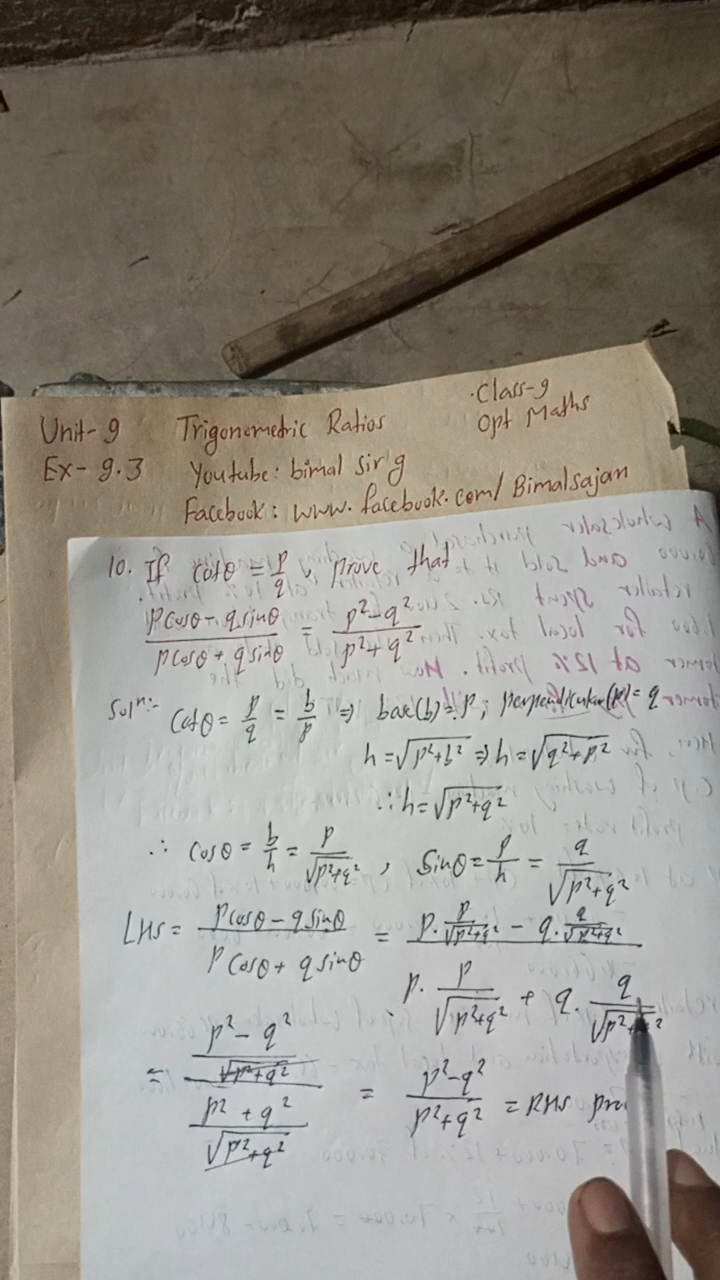 Unit-9 Trigonometric Ratios
Class-9
Opt Maths
Ex-9.3 Youtube: bimal sir g
Facebook: www.facebook.com/Bimalsajan
10. If cotθ = p/q, prove that
(pcosθ - qsinθ)/(pcosθ + qsinθ) = (p²-q²)/(p²+q²)
Solⁿ:- Cotθ = p/q = b/p ⇒ base(b) = p; perpendicular(p) = q
h = √(p²+b²) ⇒ h = √(q²+p²)
∴ h = √(p²+q²)
∴ cosθ = b/h = p/√(p²+q²), sinθ = p/h = q/√(p²+q²)
LHS = (pcosθ - qsinθ)/(pcosθ + qsinθ) = (p·p/√(p²+q²) - q·q/√(p²+q²))/(p·p/√(p²+q²) + q·q/√(p²+q²))
= ((p²-q²)/√(p²+q²))/((p²+q²)/√(p²+q²)) = (p²-q²)/(p²+q²) = RHS